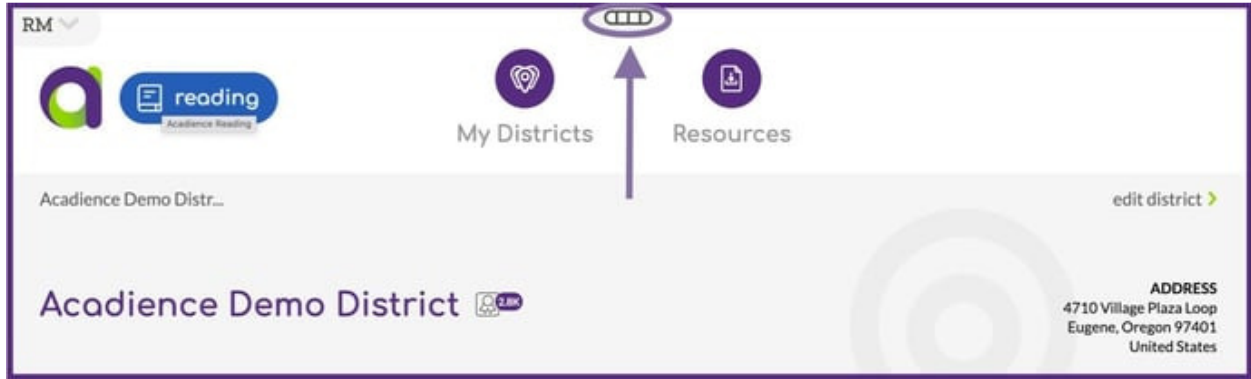 RM
reading
Acadience Reading
My Districts
Resources
Acadience Demo Distr...
edit district
Acadience Demo District
2.8K
ADDRESS
4710 Village Plaza Loop
Eugene, Oregon 97401
United States